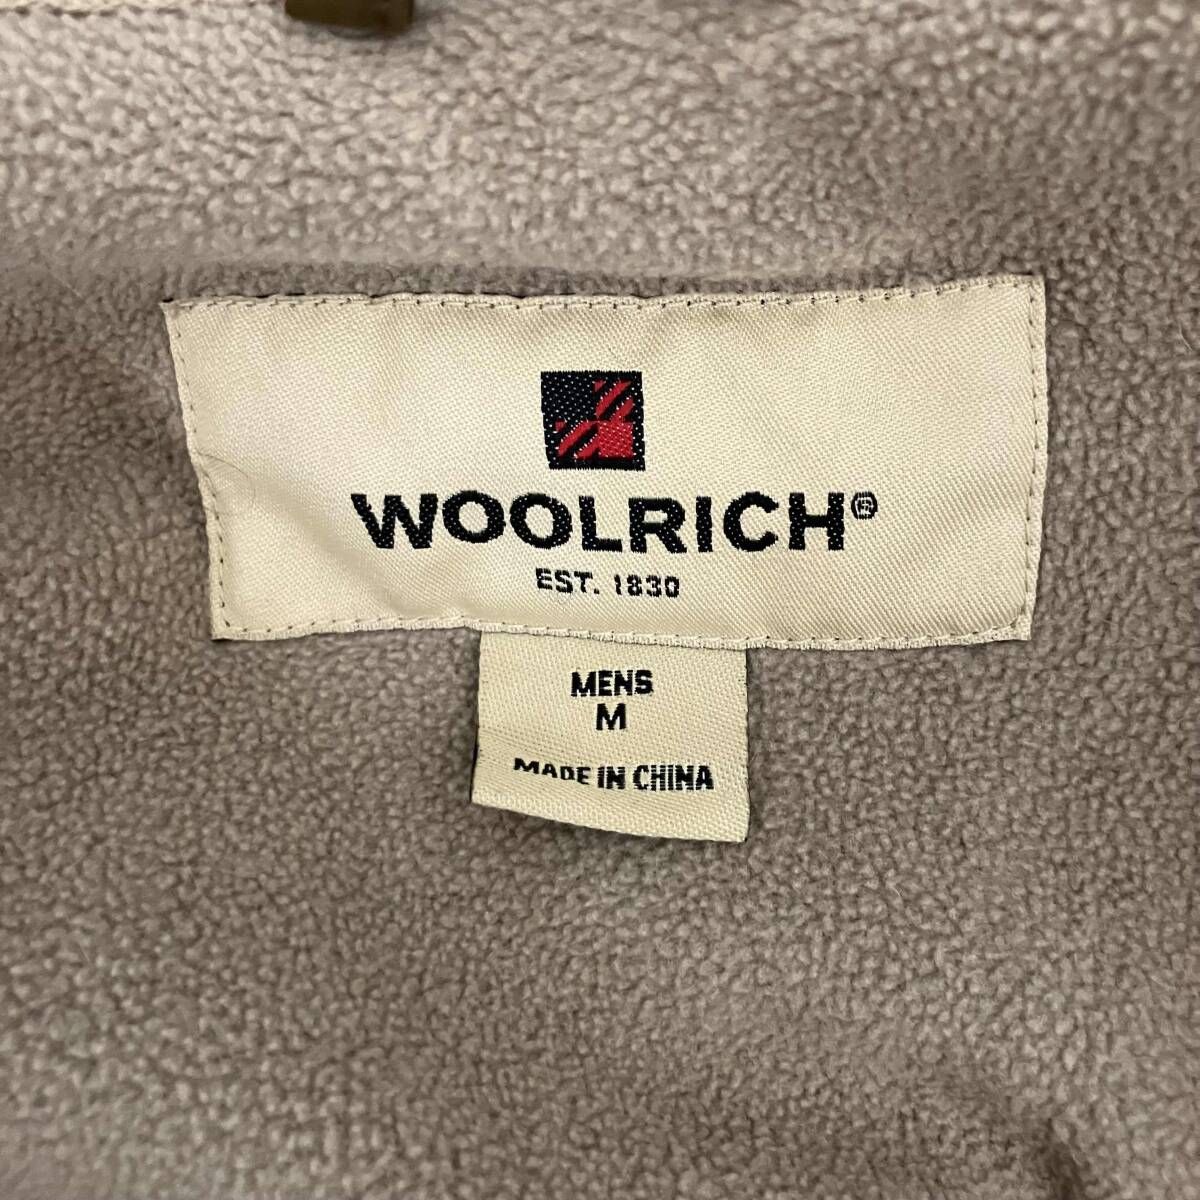 WOOLRICH®
EST. 1830
MENS
M
MADE IN CHINA